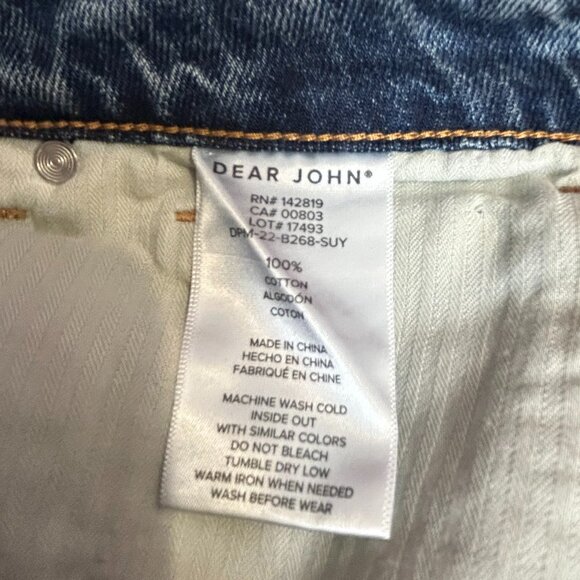 DEAR JOHN®
RN# 142819
CA# 00803
LOT# 17493
DPM-22-B268-SUY
100%
COTTON
ALGODÓN
COTON
MADE IN CHINA
HECHO EN CHINA
FABRIQUÉ EN CHINE
MACHINE WASH COLD
INSIDE OUT
WITH SIMILAR COLORS
DO NOT BLEACH
TUMBLE DRY LOW
WARM IRON WHEN NEEDED
WASH BEFORE WEAR